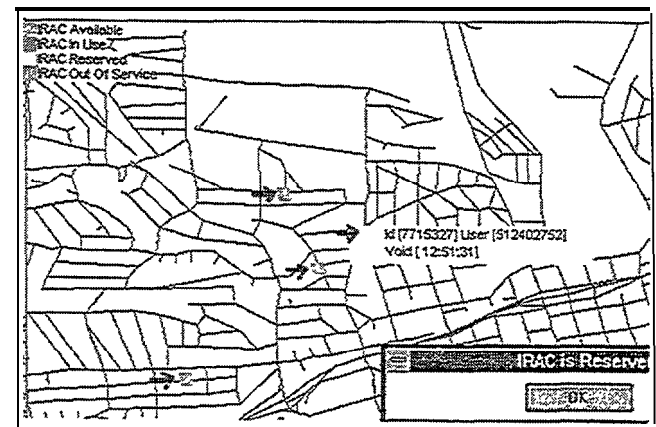 IRAC Available
IRAC In Use
IRAC Reserved
IRAC Out Of Service
Id [7715327] User [512402752]
Void [12:51:31]
IRAC is Reserve
OK